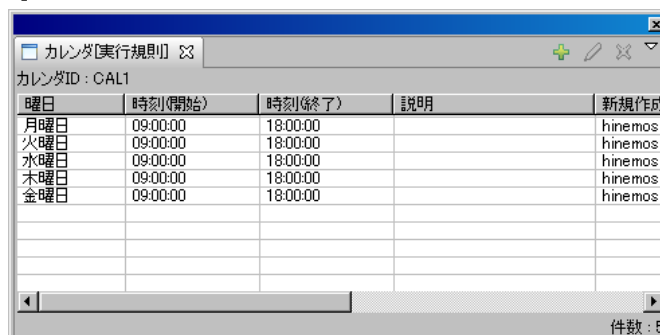 カレンダ[実行規則]
カレンダID : CAL1
曜日 時刻(開始) 時刻(終了) 説明 新規作成
月曜日 09:00:00 18:00:00 hinemos
火曜日 09:00:00 18:00:00 hinemos
水曜日 09:00:00 18:00:00 hinemos
木曜日 09:00:00 18:00:00 hinemos
金曜日 09:00:00 18:00:00 hinemos
件数 : 5